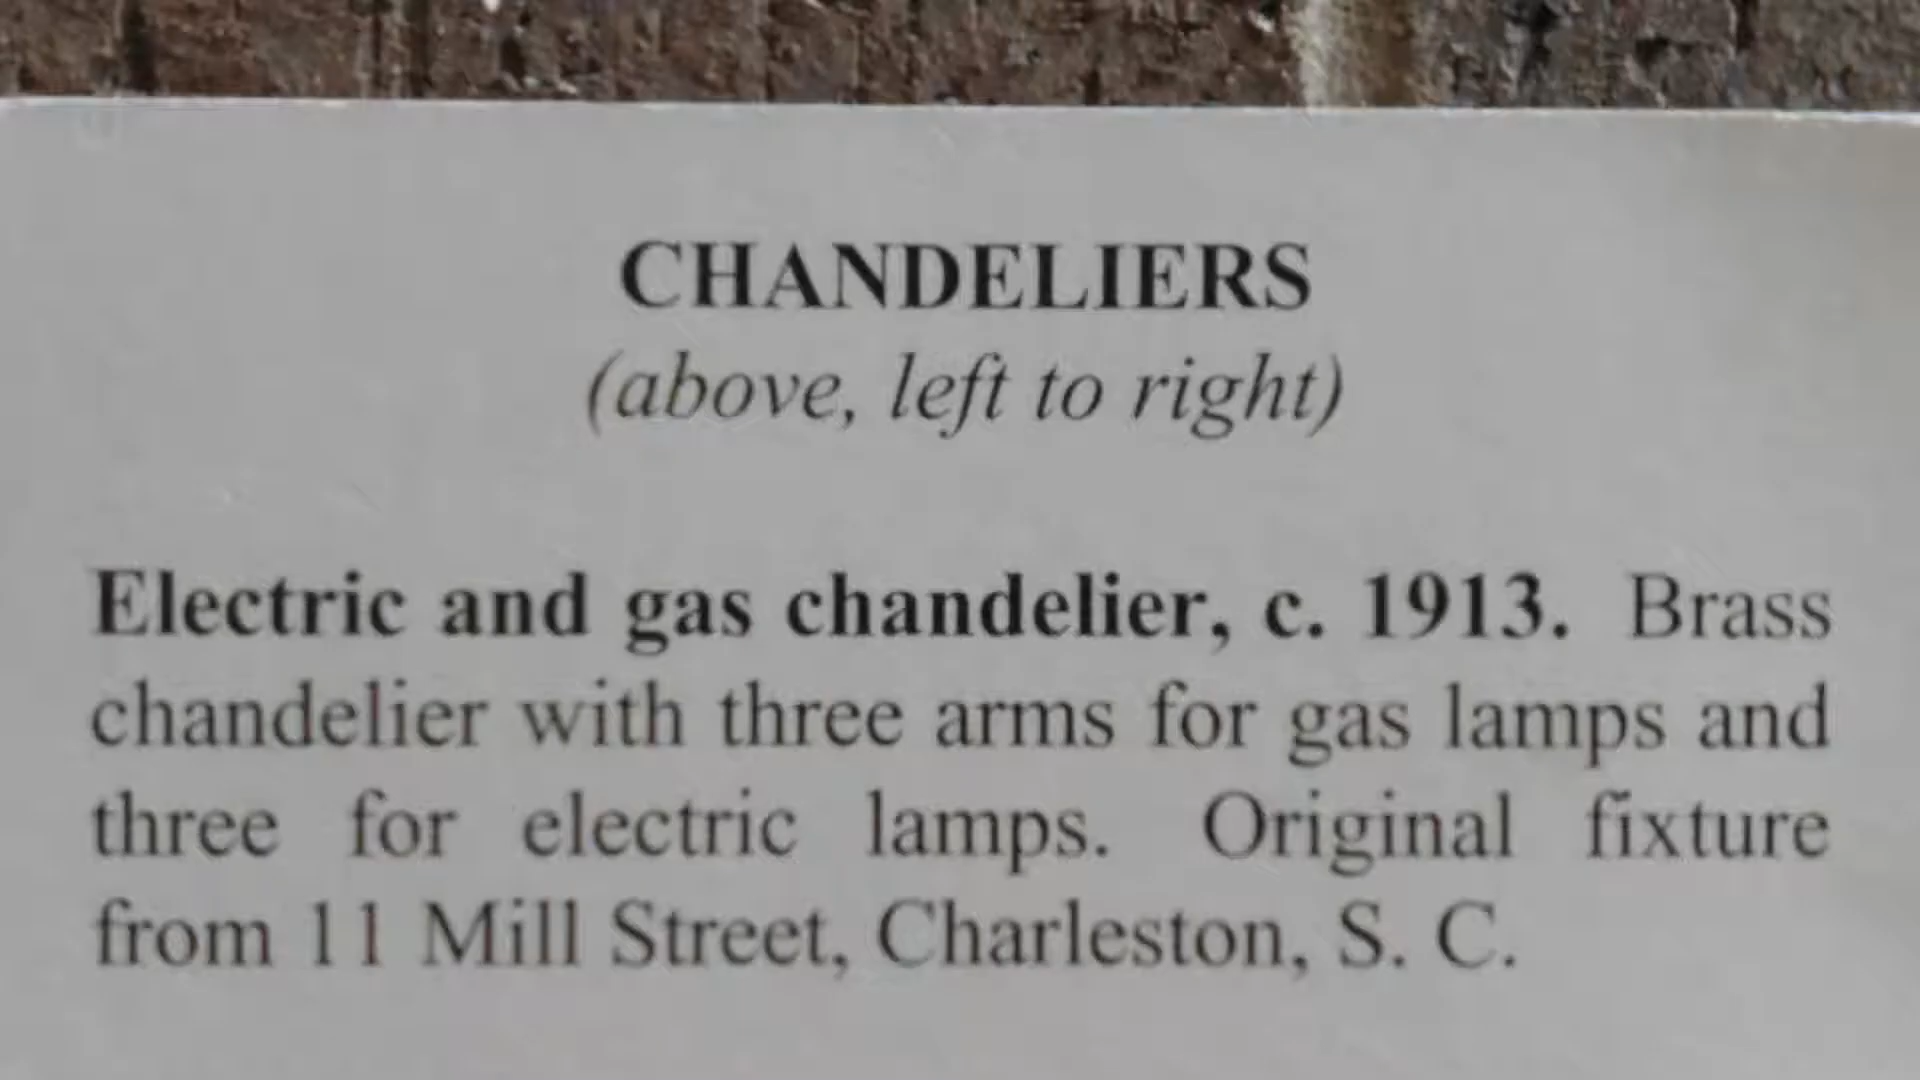 CHANDELIERS
(above, left to right)
Electric and gas chandelier, c. 1913. Brass
chandelier with three arms for gas lamps and
three for electric lamps. Original fixture
from 11 Mill Street, Charleston, S. C.